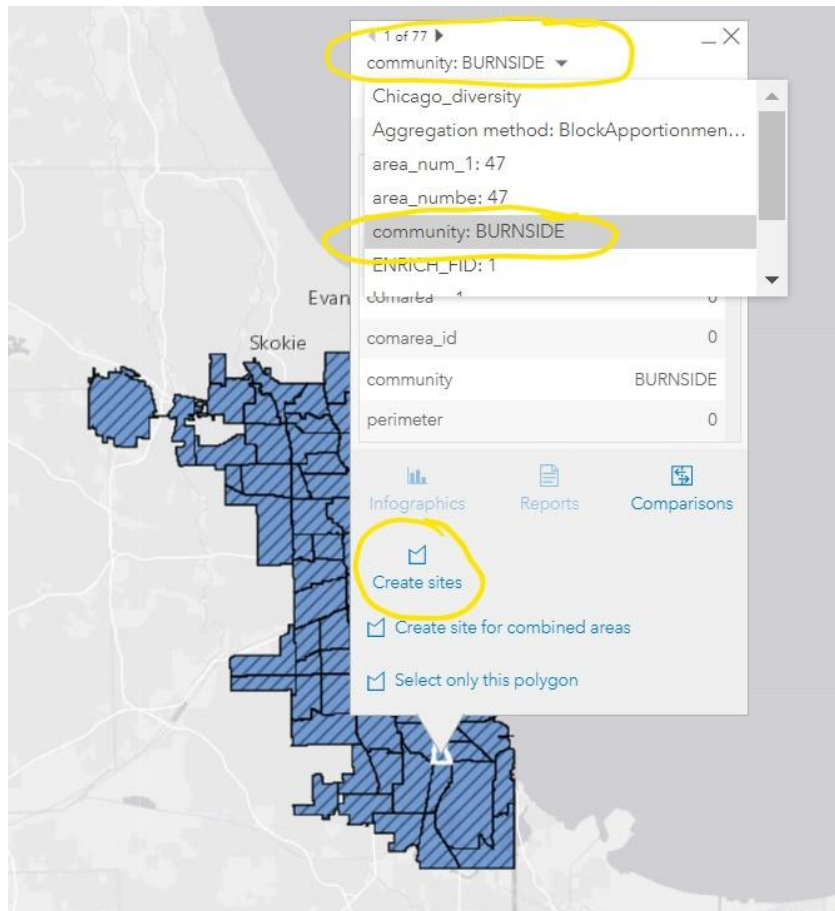 1 of 77
community: BURNSIDE
Chicago_diversity
Aggregation method: BlockApportionmen...
area_num_1: 47
area_numbe: 47
community: BURNSIDE
ENRICH_FID: 1
0
comarea_id 0
community BURNSIDE
perimeter 0
Evan
Skokie
Infographics Reports Comparisons
Create sites
Create site for combined areas
Select only this polygon